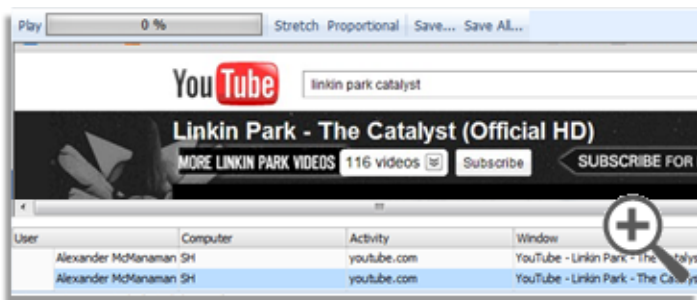 Play 0 % Stretch Proportional Save... Save All...
You Tube linkin park catalyst
Linkin Park - The Catalyst (Official HD)
MORE LINKIN PARK VIDEOS 116 videos Subscribe SUBSCRIBE FOR
User Computer Activity Window
Alexander McManaman SH youtube.com YouTube - Linkin Park - The Catalys
Alexander McManaman SH youtube.com YouTube - Linkin Park - The Catalys